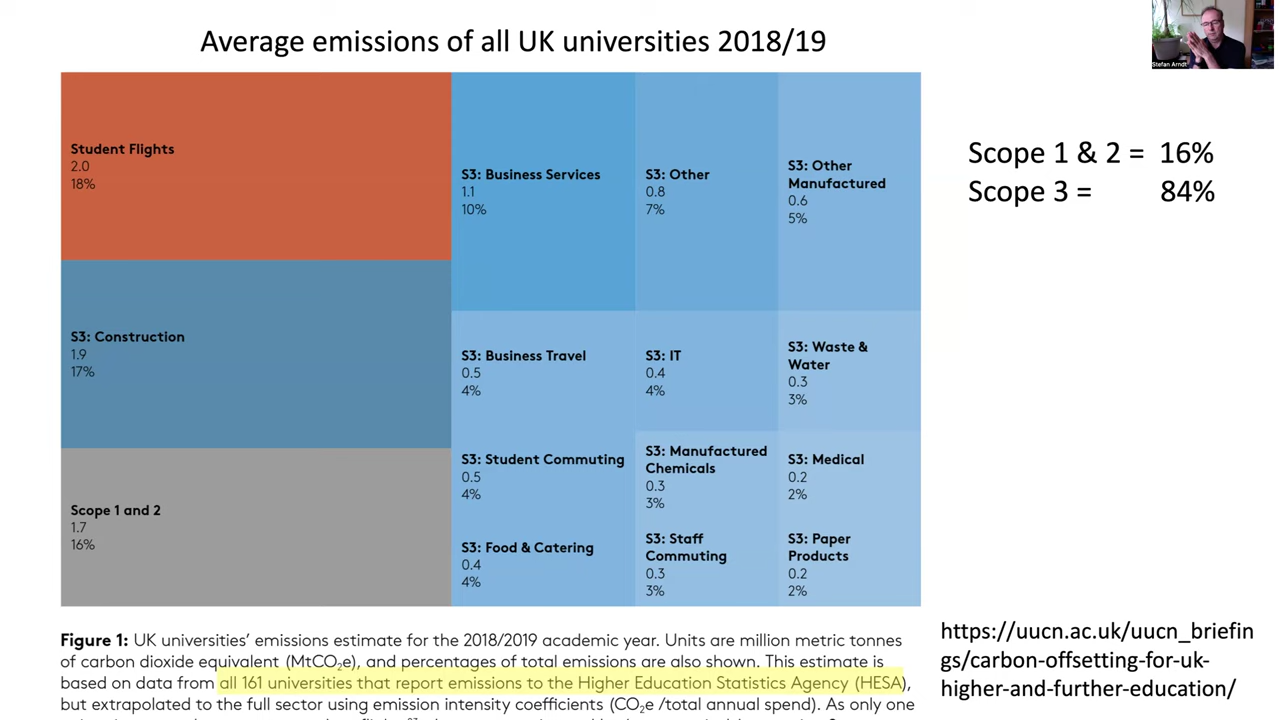 Average emissions of all UK universities 2018/19
Stefan Arndt
Student Flights
2.0
18%
S3: Construction
1.9
17%
Scope 1 and 2
1.7
16%
S3: Business Services
1.1
10%
S3: Other
0.8
7%
S3: Other
Manufactured
0.6
5%
S3: Business Travel
0.5
4%
S3: IT
0.4
4%
S3: Waste &
Water
0.3
3%
S3: Student Commuting
0.5
4%
S3: Manufactured
Chemicals
0.3
3%
S3: Medical
0.2
2%
S3: Food & Catering
0.4
4%
S3: Staff
Commuting
0.3
3%
S3: Paper
Products
0.2
2%
Scope 1 & 2 = 16%
Scope 3 = 84%
Figure 1: UK universities’ emissions estimate for the 2018/2019 academic year. Units are million metric tonnes
of carbon dioxide equivalent (MtCO₂e), and percentages of total emissions are also shown. This estimate is
based on data from all 161 universities that report emissions to the Higher Education Statistics Agency (HESA),
but extrapolated to the full sector using emission intensity coefficients (CO₂e /total annual spend). As only one
https://uucn.ac.uk/uucn_briefin
gs/carbon-offsetting-for-uk-
higher-and-further-education/